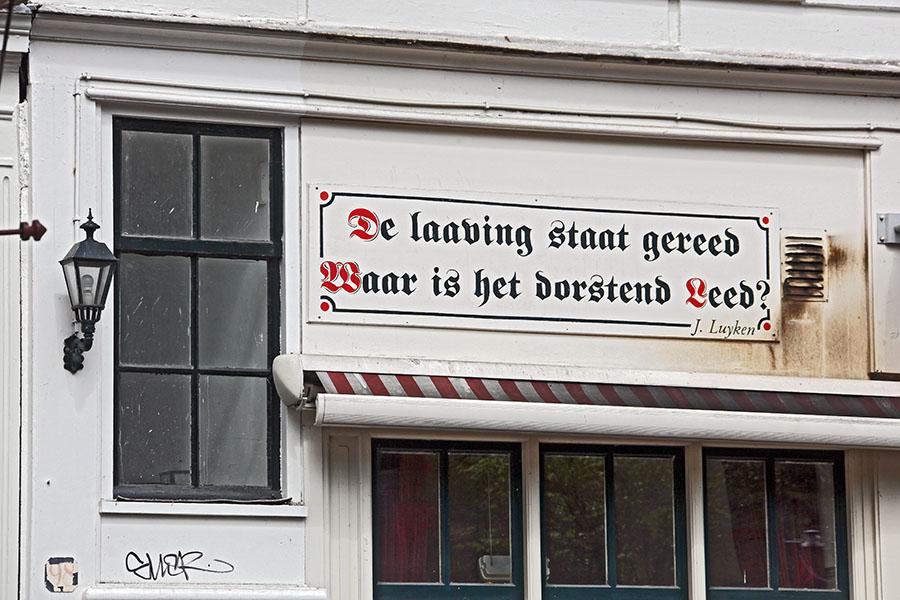 De laaving staat gereed
Waar is het dorstend Leed?
J. Luyken